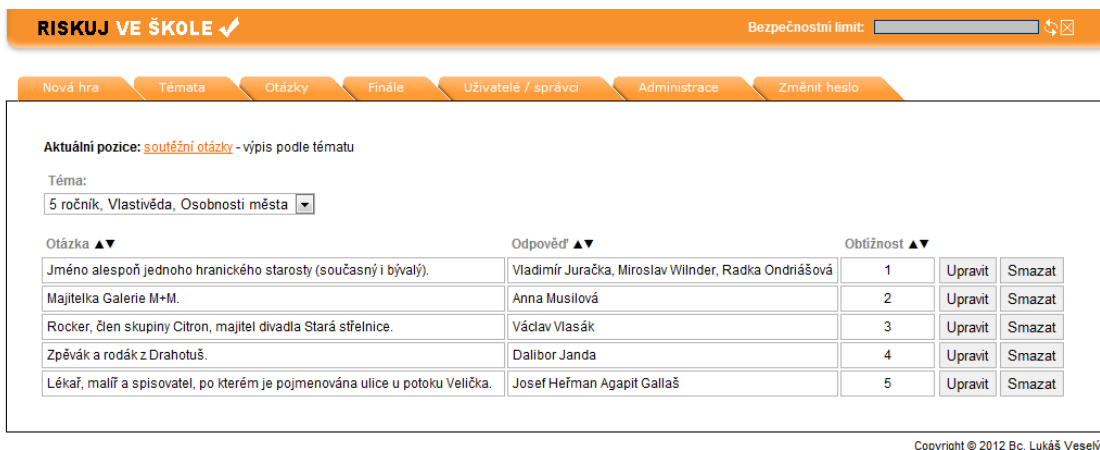 RISKUJ VE ŠKOLE Bezpečnostní limit:
Nová hra Témata Otázky Finále Uživatelé / správci Administrace Změnit heslo
Aktuální pozice: soutěžní otázky - výpis podle tématu
Téma:
5 ročník, Vlastivěda, Osobnosti města
Otázka ▲▼ Odpověď ▲▼ Obtížnost ▲▼
Jméno alespoň jednoho hranického starosty (současný i bývalý). Vladimír Juračka, Miroslav Wilnder, Radka Ondriášová 1 Upravit Smazat
Majitelka Galerie M+M. Anna Musilová 2 Upravit Smazat
Rocker, člen skupiny Citron, majitel divadla Stará střelnice. Václav Vlasák 3 Upravit Smazat
Zpěvák a rodák z Drahotuš. Dalibor Janda 4 Upravit Smazat
Lékař, malíř a spisovatel, po kterém je pojmenována ulice u potoku Velička. Josef Heřman Agapit Gallaš 5 Upravit Smazat
Copyright © 2012 Bc. Lukáš Veselý